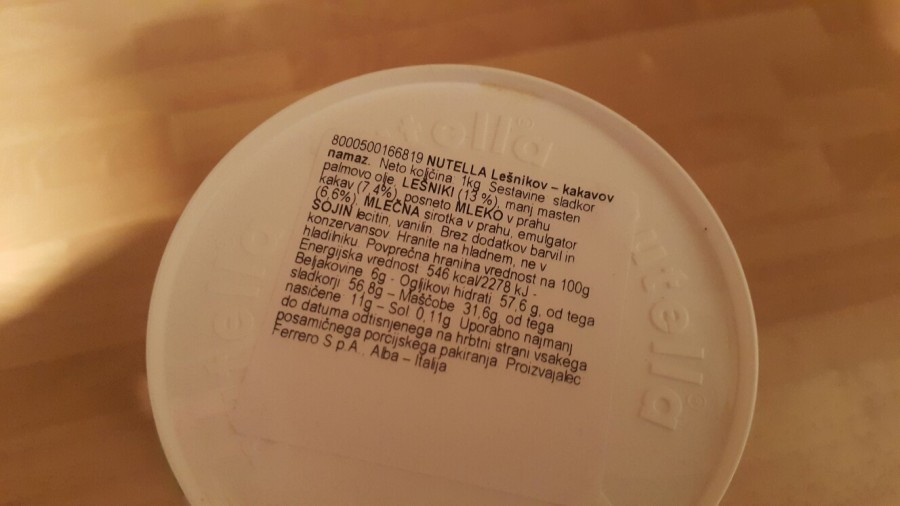 8000500166819 NUTELLA Lešnikov – kakavov
namaz. Neto količina 1kg Sestavine sladkor
palmovo olje, LEŠNIKI (13 %), manj masten
kakav (7,4%), posneto MLEKO v prahu
(6,6%), MLEČNA sirotka v prahu, emulgator
SOJIN lecitin, vanilin Brez dodatkov barvil in
konzervansov Hranite na hladnem, ne v
hladilniku Povprečna hranilna vrednost na 100g
Energijska vrednost 546 kcal/2278 kJ -
Beljakovine 6g - Ogljikovi hidrati 57,6 g, od tega
sladkorji 56,8g – Maščobe 31,6g od tega
nasičene 11g – Sol 0,11g Uporabno najmanj
do datuma odtisnjenega na hrbtni strani vsakega
posamičnega porcijskega pakiranja Proizvajalec
Ferrero S.p.A., Alba – Italija
nutella
nutella